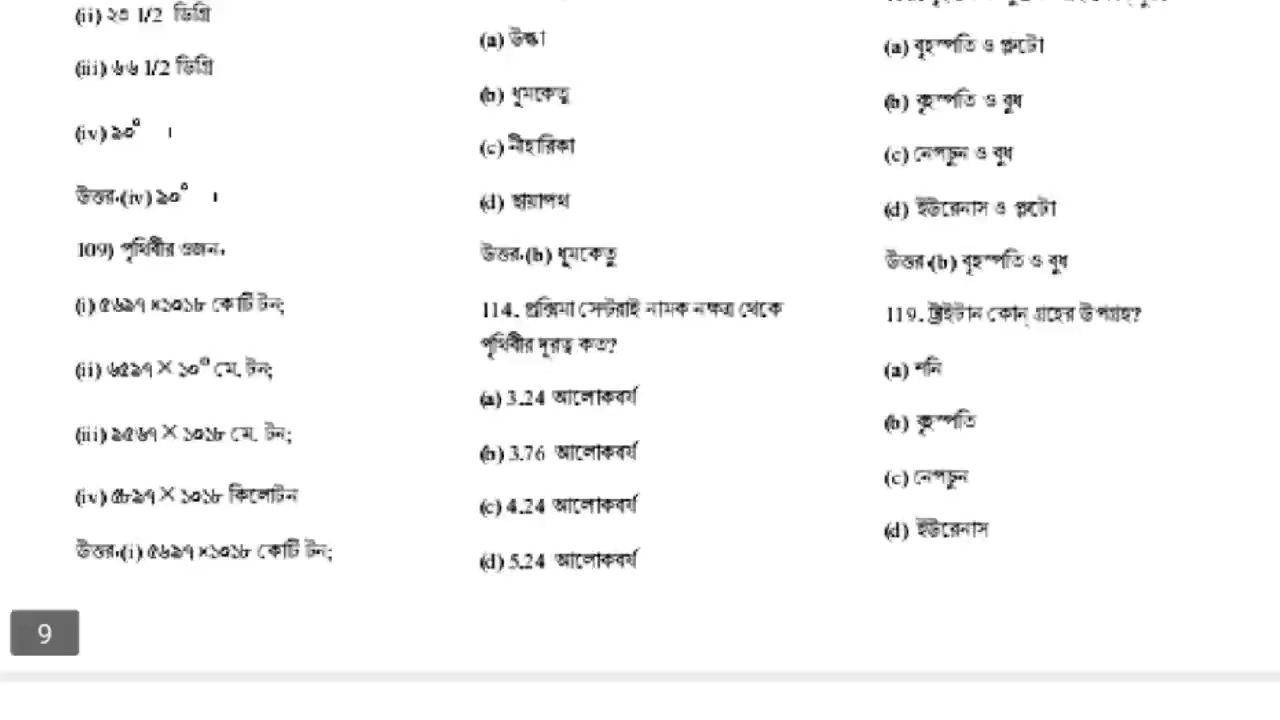 (ii) ২৩ 1/2 ডিগ্রি
(iii) ৬৬ 1/2 ডিগ্রি
(iv) ৯০° ।
উত্তর.(iv) ৯০° ।
109) পৃথিবীর ওজন.
(i) ৫৬৯৭ ×১০১৮ কোটি টন;
(ii) ৬৫৯৭ × ১০° মে. টন;
(iii) ৯৫৬৭ × ১০১৮ মে. টন;
(iv) ৫৮৯৭ × ১০১৮ কিলোটন
উত্তর.(i) ৫৬৯৭ ×১০১৮ কোটি টন;
(a) উল্কা
(b) ধুমকেতু
(c) নীহারিকা
(d) ছায়াপথ
উত্তর.(b) ধুমকেতু
114. প্রক্সিমা সেন্টরাই নামক নক্ষত্র থেকে
পৃথিবীর দূরত্ব কত?
(a) 3.24 আলোকবর্ষ
(b) 3.76 আলোকবর্ষ
(c) 4.24 আলোকবর্ষ
(d) 5.24 আলোকবর্ষ
(a) বৃহস্পতি ও প্লুটো
(b) বৃহস্পতি ও বুধ
(c) নেপচুন ও বুধ
(d) ইউরেনাস ও প্লুটো
উত্তর.(b) বৃহস্পতি ও বুধ
119. ট্রাইটান কোন্ গ্রহের উপগ্রহ?
(a) শনি
(b) বৃহস্পতি
(c) নেপচুন
(d) ইউরেনাস
9